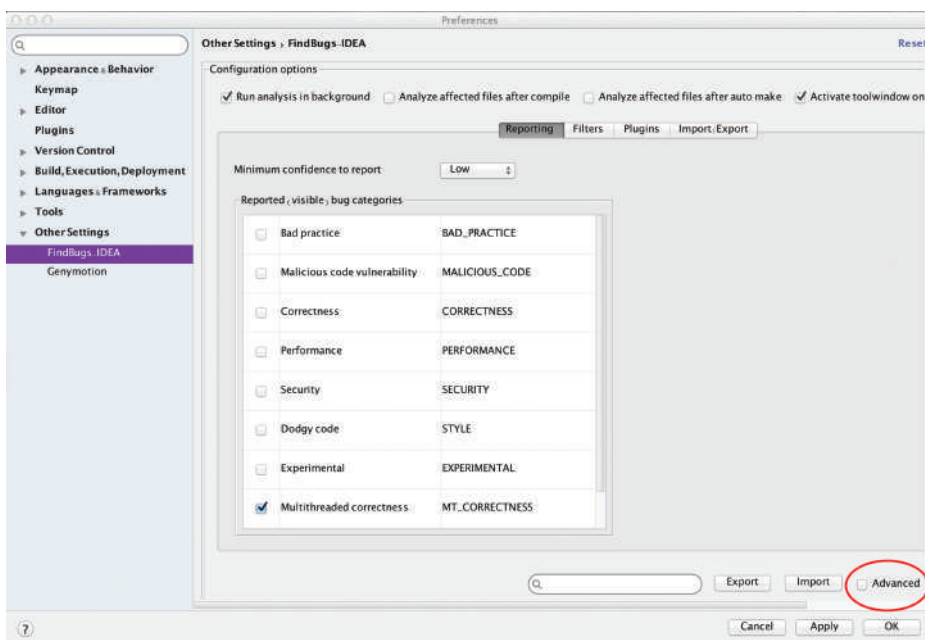 Preferences
Other Settings › FindBugs-IDEA
Reset
Appearance & Behavior
Keymap
Editor
Plugins
Version Control
Build, Execution, Deployment
Languages & Frameworks
Tools
Other Settings
FindBugs-IDEA
Genymotion
Configuration options
Run analysis in background Analyze affected files after compile Analyze affected files after auto make Activate toolwindow on
Reporting Filters Plugins Import/Export
Minimum confidence to report Low
Reported (visible) bug categories
Bad practice BAD_PRACTICE
Malicious code vulnerability MALICIOUS_CODE
Correctness CORRECTNESS
Performance PERFORMANCE
Security SECURITY
Dodgy code STYLE
Experimental EXPERIMENTAL
Multithreaded correctness MT_CORRECTNESS
Export Import Advanced
? Cancel Apply OK